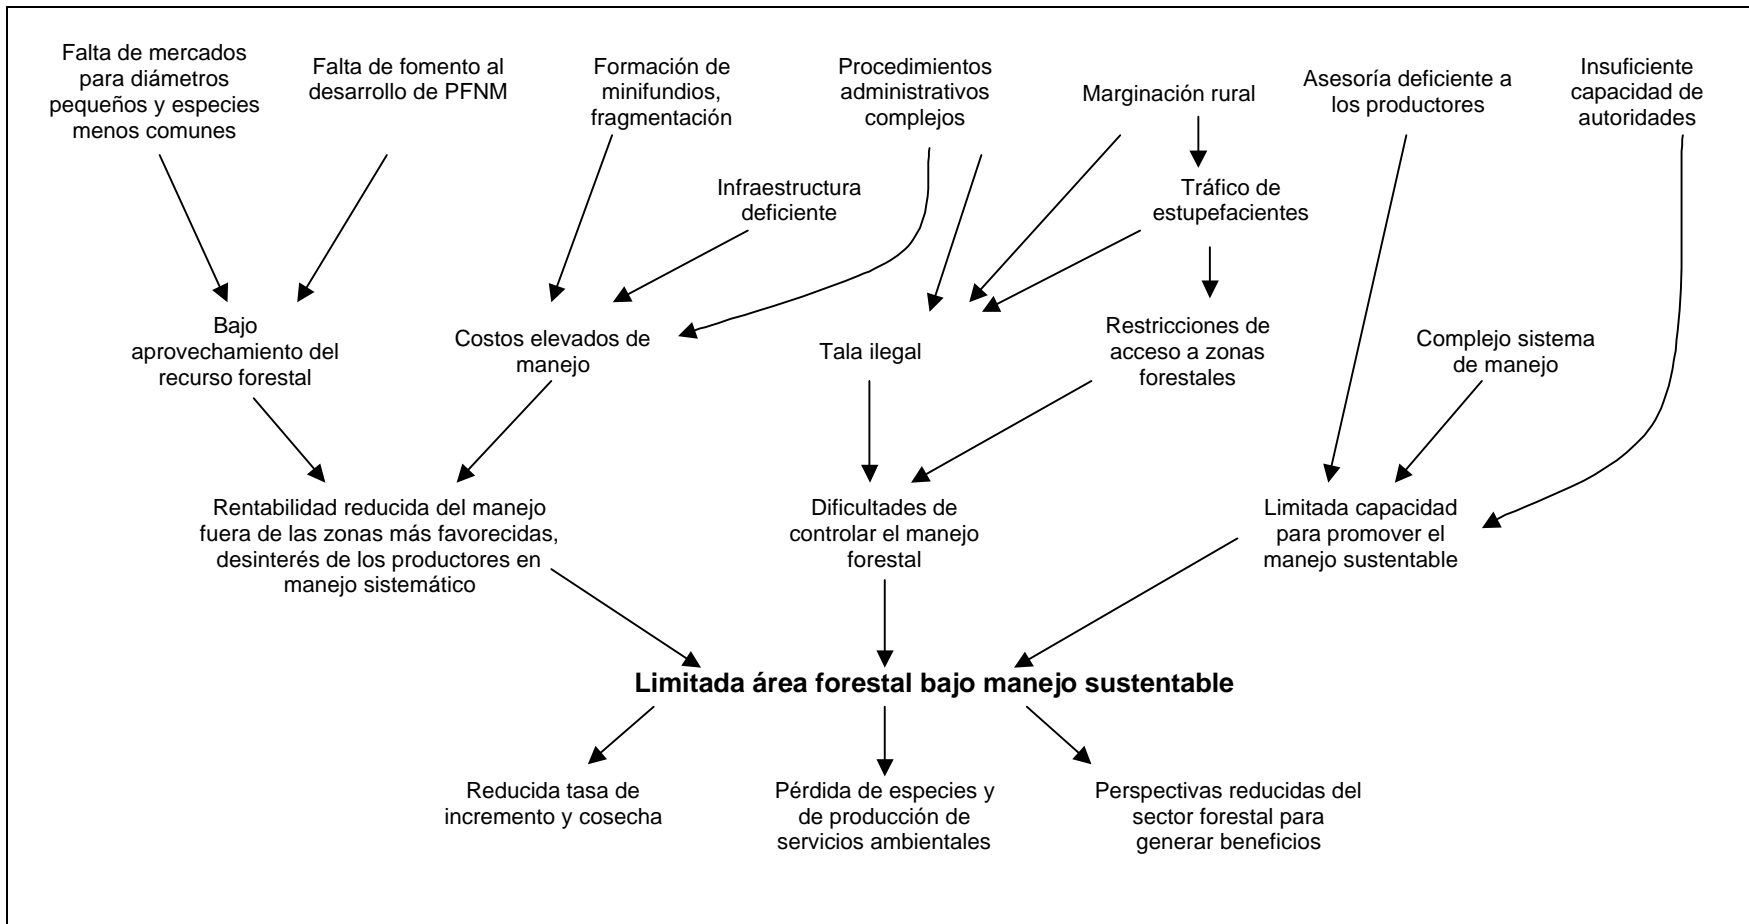 Falta de mercados
para diámetros
pequeños y especies
menos comunes
Falta de fomento al
desarrollo de PFNM
Formación de
minifundios,
fragmentación
Procedimientos
administrativos
complejos
Marginación rural
Asesoría deficiente a
los productores
Insuficiente
capacidad de
autoridades
Infraestructura
deficiente
Tráfico de
estupefacientes
Bajo
aprovechamiento del
recurso forestal
Costos elevados de
manejo
Tala ilegal
Restricciones de
acceso a zonas
forestales
Complejo sistema
de manejo
Rentabilidad reducida del manejo
fuera de las zonas más favorecidas,
desinterés de los productores en
manejo sistemático
Dificultades de
controlar el manejo
forestal
Limitada capacidad
para promover el
manejo sustentable
Limitada área forestal bajo manejo sustentable
Reducida tasa de
incremento y cosecha
Pérdida de especies y
de producción de
servicios ambientales
Perspectivas reducidas del
sector forestal para
generar beneficios